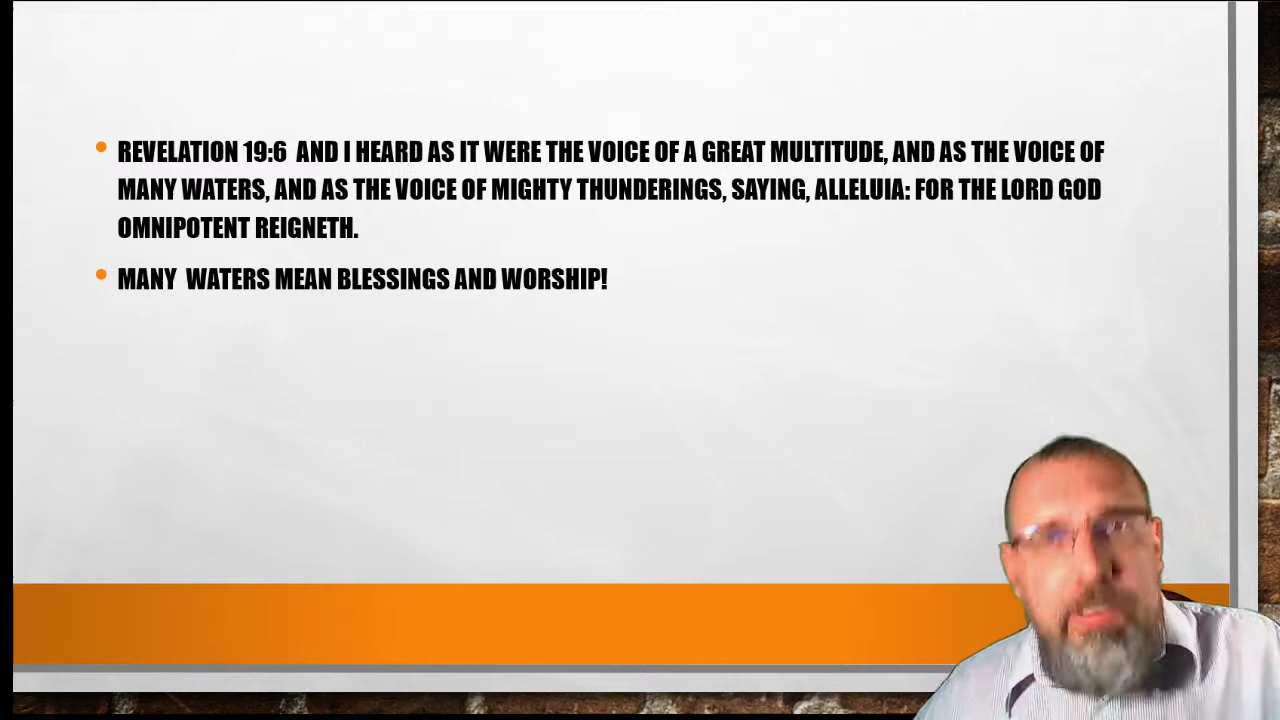 REVELATION 19:6  AND I HEARD AS IT WERE THE VOICE OF A GREAT MULTITUDE, AND AS THE VOICE OF
MANY WATERS, AND AS THE VOICE OF MIGHTY THUNDERINGS, SAYING, ALLELUIA: FOR THE LORD GOD
OMNIPOTENT REIGNETH.
MANY  WATERS MEAN BLESSINGS AND WORSHIP!